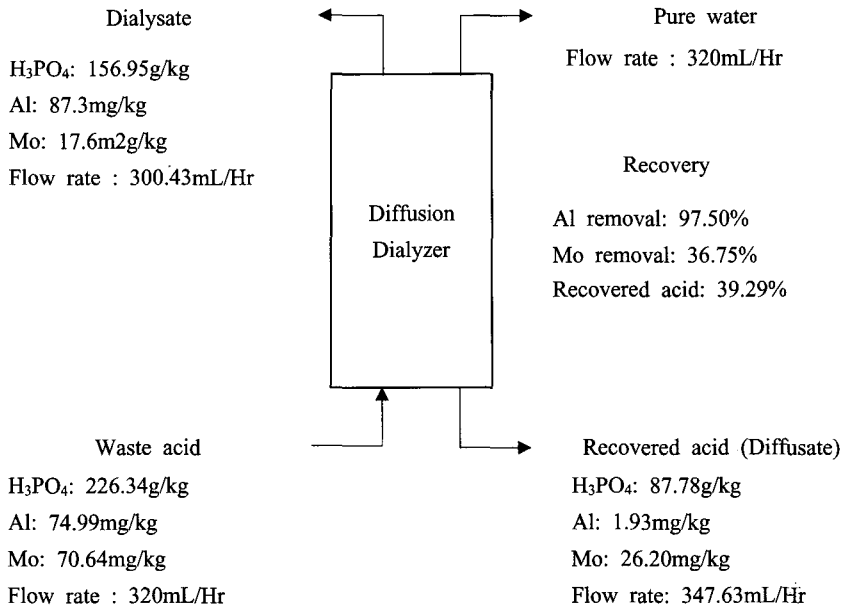 Dialysate
H₃PO₄: 156.95g/kg
Al: 87.3mg/kg
Mo: 17.6m2g/kg
Flow rate : 300.43mL/Hr
Pure water
Flow rate : 320mL/Hr
Diffusion
Dialyzer
Recovery
Al removal: 97.50%
Mo removal: 36.75%
Recovered acid: 39.29%
Waste acid
H₃PO₄: 226.34g/kg
Al: 74.99mg/kg
Mo: 70.64mg/kg
Flow rate : 320mL/Hr
Recovered acid (Diffusate)
H₃PO₄: 87.78g/kg
Al: 1.93mg/kg
Mo: 26.20mg/kg
Flow rate: 347.63mL/Hr